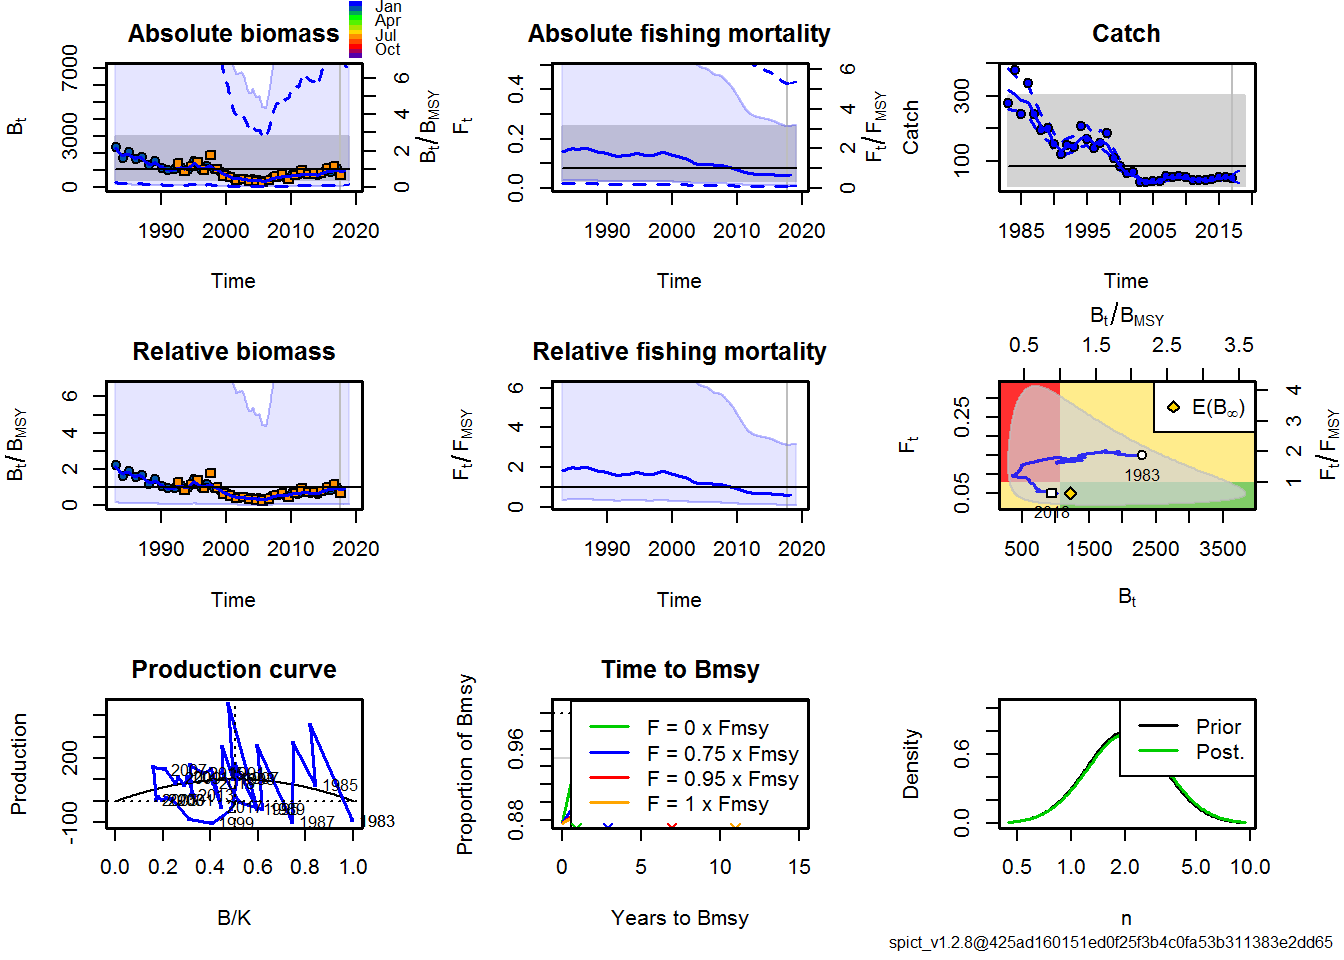 Absolute biomass
Jan
Apr
Jul
Oct
7000
3000
0
B_t
6
4
2
0
B_t/B_MSY
1990 2000 2010 2020
Time
Absolute fishing mortality
0.4
0.2
0.0
F_t
6
4
2
0
F_t/F_MSY
1990 2000 2010 2020
Time
Catch
300
100
Catch
1985 1995 2005 2015
Time
Relative biomass
6
4
2
0
B_t/B_MSY
1990 2000 2010 2020
Time
Relative fishing mortality
6
4
2
0
F_t/F_MSY
1990 2000 2010 2020
Time
B_t/B_MSY
0.5 1.5 2.5 3.5
E(B_∞)
1983
2018
0.25
0.05
F_t
4
3
2
1
F_t/F_MSY
500 1500 2500 3500
B_t
Production curve
200
-100
Production
1985
1983
1987
1999
2013
0.0 0.2 0.4 0.6 0.8 1.0
B/K
Time to Bmsy
F = 0 x Fmsy
F = 0.75 x Fmsy
F = 0.95 x Fmsy
F = 1 x Fmsy
0.96
0.88
Proportion of Bmsy
0 5 10 15
Years to Bmsy
Prior
Post.
0.6
0.0
Density
0.5 1.0 2.0 5.0 10.0
n
spict_v1.2.8@425ad160151ed0f25f3b4c0fa53b311383e2dd65